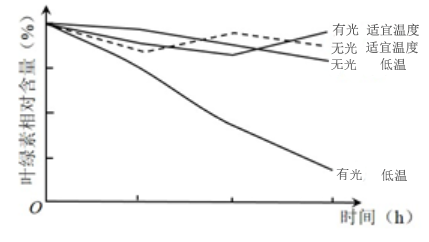 叶绿素相对含量(%)
有光 适宜温度
无光 适宜温度
无光 低温
有光 低温
O
时间(h)